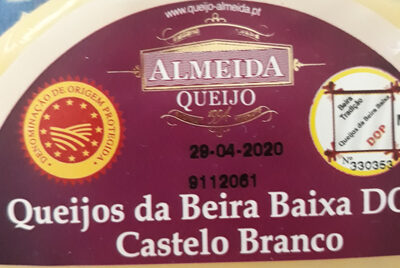 www.queijo-almeida.pt
ALMEIDA
QUEIJO
DENOMINAÇÃO DE ORIGEM PROTEGIDA
Beira
Tradição
Queijos da Beira Baixa
DOP
Nº
330353
29-04-2020
9112061
Queijos da Beira Baixa DO
Castelo Branco